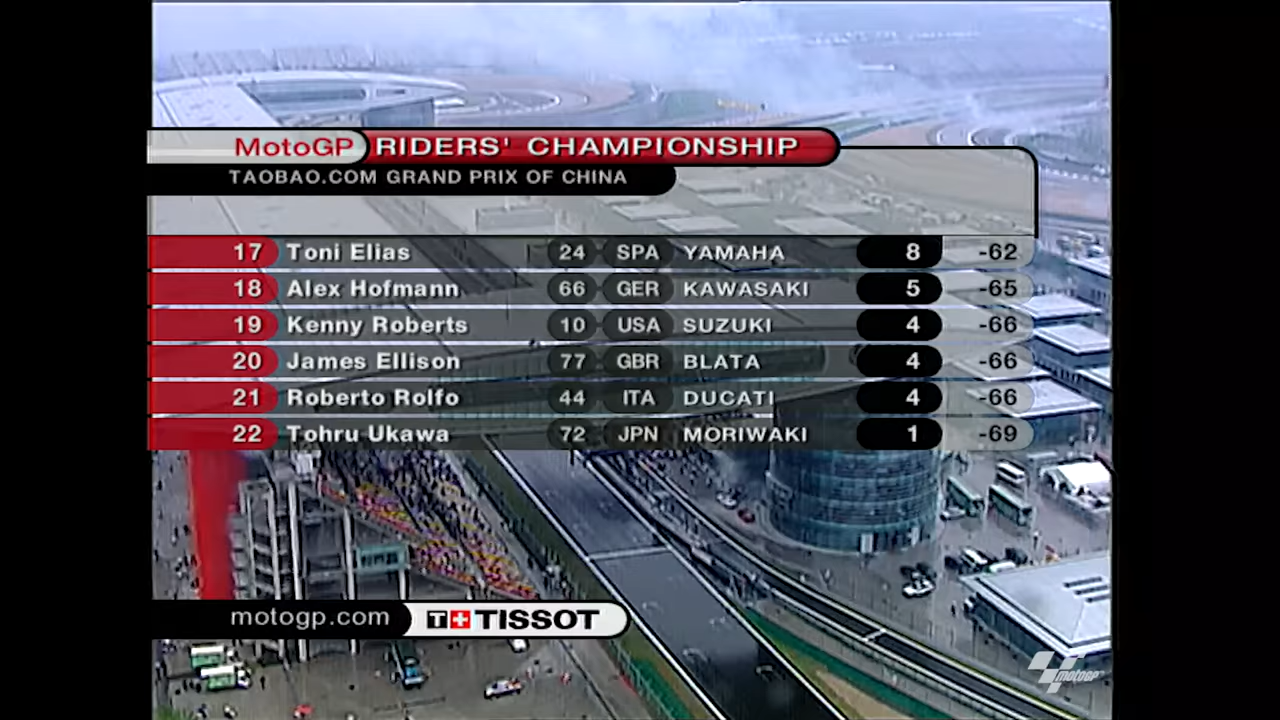 MotoGP RIDERS' CHAMPIONSHIP
TAOBAO.COM GRAND PRIX OF CHINA
17 Toni Elias 24 SPA YAMAHA 8 -62
18 Alex Hofmann 66 GER KAWASAKI 5 -65
19 Kenny Roberts 10 USA SUZUKI 4 -66
20 James Ellison 77 GBR BLATA 4 -66
21 Roberto Rolfo 44 ITA DUCATI 4 -66
22 Tohru Ukawa 72 JPN MORIWAKI 1 -69
motogp.com T+ TISSOT
motoGP